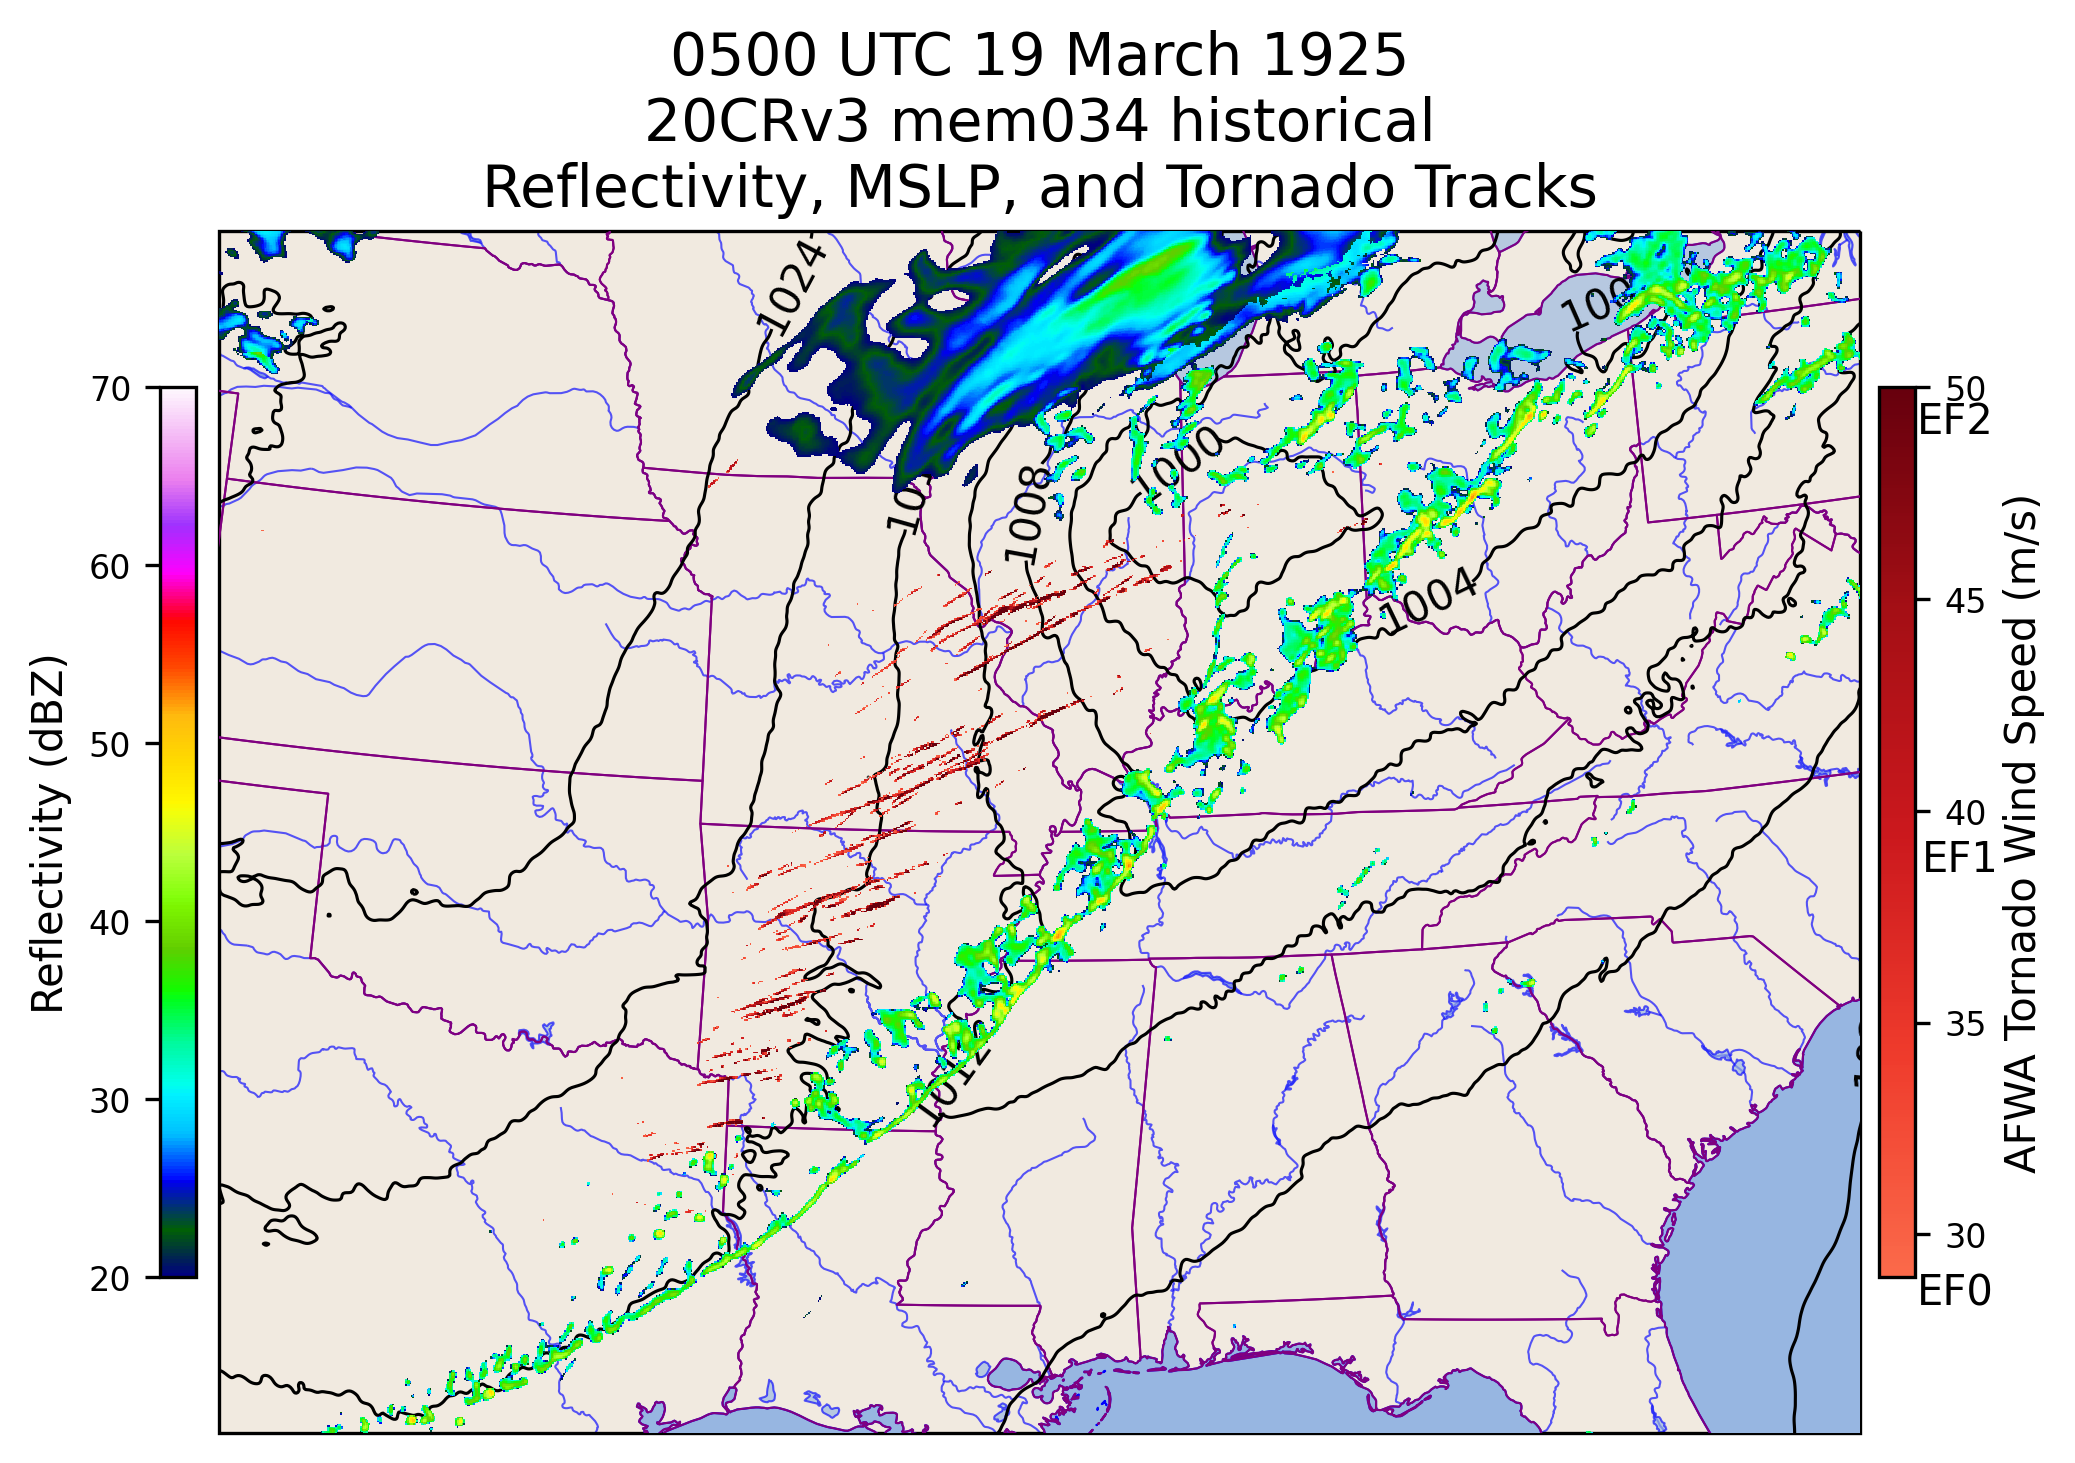 0500 UTC 19 March 1925
20CRv3 mem034 historical
Reflectivity, MSLP, and Tornado Tracks
1024
1000
1008
1004
1012
70
60
50
40
30
20
Reflectivity (dBZ)
50
EF2
45
40
EF1
35
30
EF0
AFWA Tornado Wind Speed (m/s)